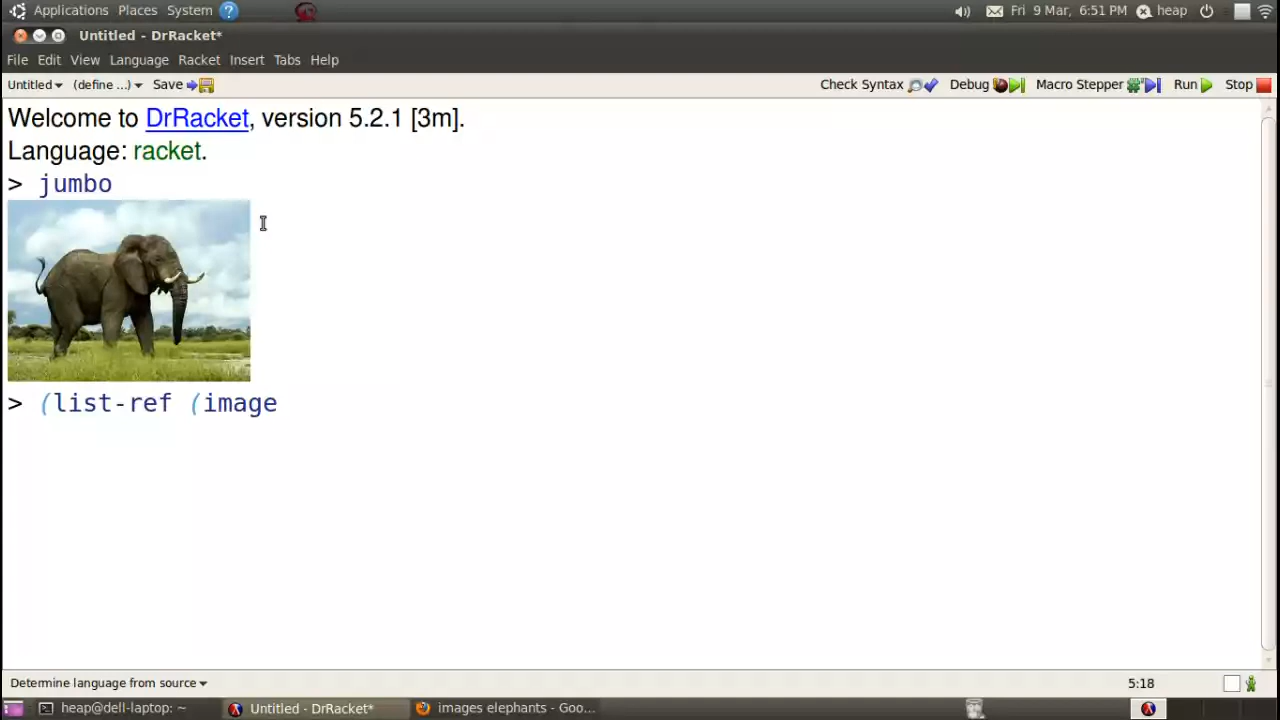 Applications Places System ? Fri 9 Mar, 6:51 PM heap
Untitled - DrRacket*
File Edit View Language Racket Insert Tabs Help
Untitled (define ...) Save Check Syntax Debug Macro Stepper Run Stop
Welcome to DrRacket, version 5.2.1 [3m].
Language: racket.
> jumbo
> (list-ref (image
Determine language from source 5:18
heap@dell-laptop: ~ Untitled - DrRacket* images elephants - Goo...